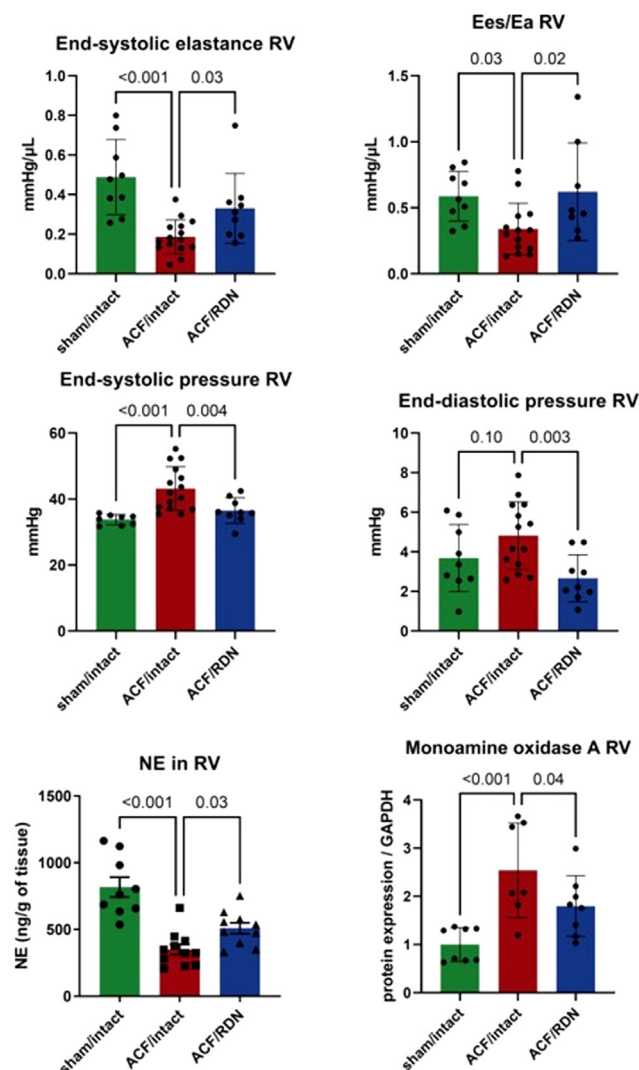 End-systolic elastance RV
<0.001 0.03
mmHg/µL
1.0
0.8
0.6
0.4
0.2
0.0
sham/intact
ACF/intact
ACF/RDN
Ees/Ea RV
0.03 0.02
mmHg/µL
1.5
1.0
0.5
0.0
sham/intact
ACF/intact
ACF/RDN
End-systolic pressure RV
<0.001 0.004
mmHg
60
40
20
0
sham/intact
ACF/intact
ACF/RDN
End-diastolic pressure RV
0.10 0.003
mmHg
10
8
6
4
2
0
sham/intact
ACF/intact
ACF/RDN
NE in RV
<0.001 0.03
NE (ng/g of tissue)
1500
1000
500
0
sham/intact
ACF/intact
ACF/RDN
Monoamine oxidase A RV
<0.001 0.04
protein expression / GAPDH
4
3
2
1
0
sham/intact
ACF/intact
ACF/RDN